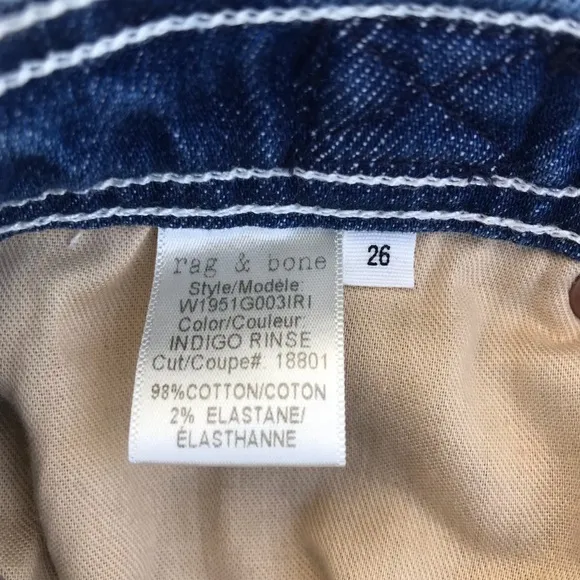 rag & bone
Style/Modèle:
W1951G003IRI
Color/Couleur:
INDIGO RINSE
Cut/Coupe#: 18801
98%COTTON/COTON
2% ELASTANE/
ÉLASTHANNE
26